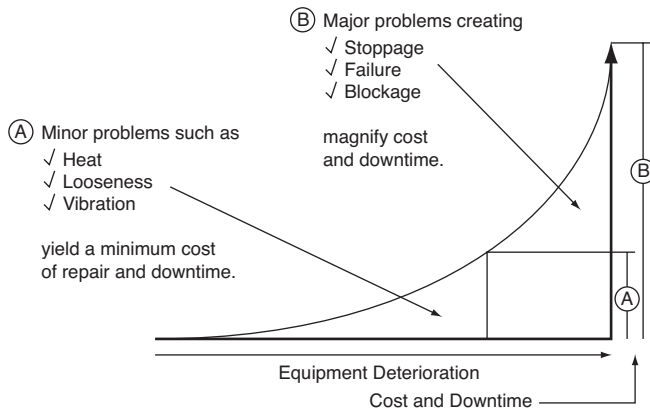 Ⓑ Major problems creating
√ Stoppage
√ Failure
√ Blockage
magnify cost
and downtime.
Ⓐ Minor problems such as
√ Heat
√ Looseness
√ Vibration
yield a minimum cost
of repair and downtime.
Ⓑ
Ⓐ
Equipment Deterioration
Cost and Downtime